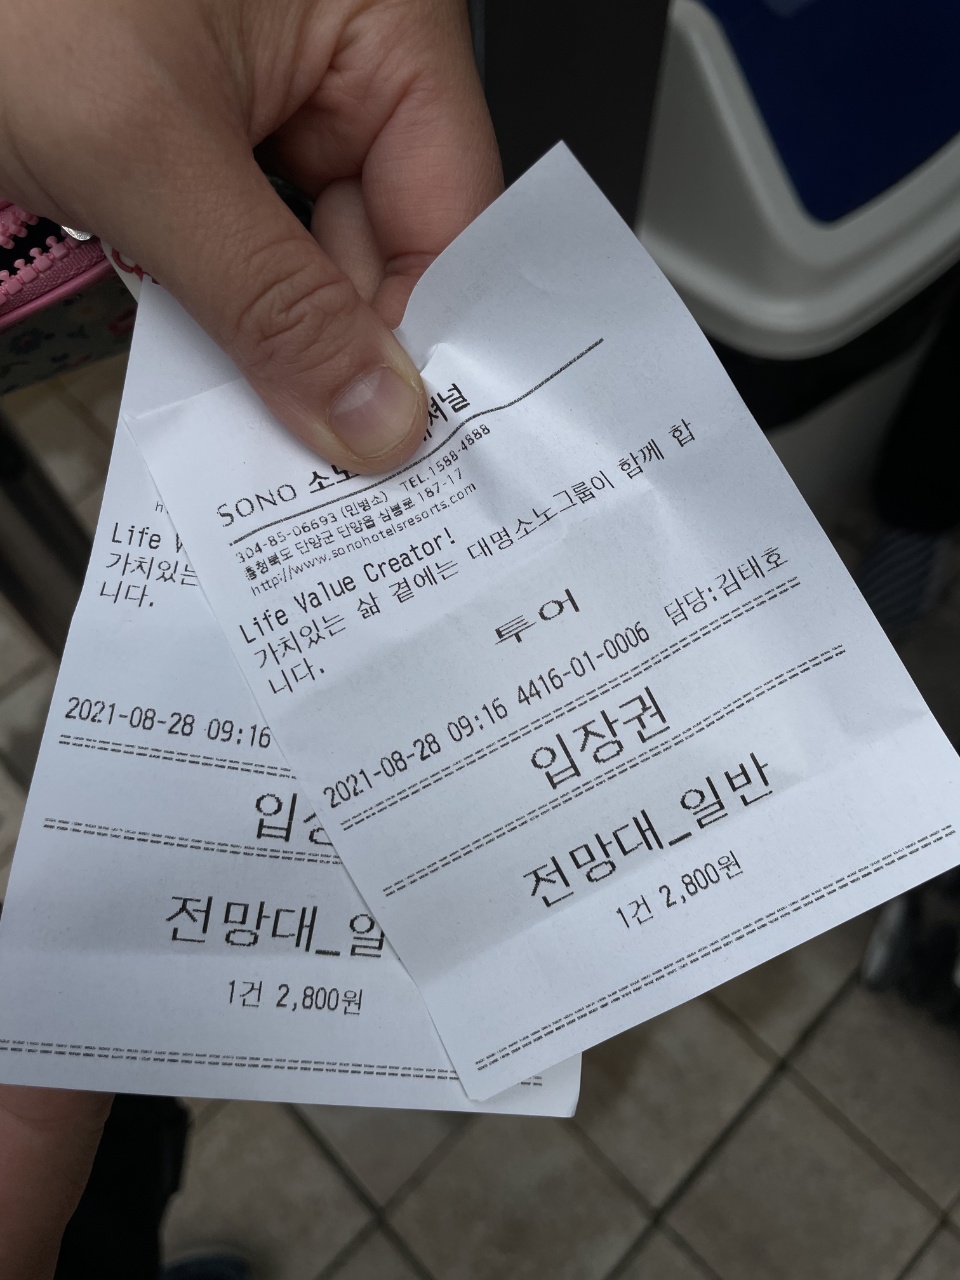 SONO
304-85-06693 (민병소) TEL.1588-4888
충청북도 단양군 단양읍 삼봉로 187-17
http://www.sonohotelsresorts.com
Life Value Creator!
가치있는 삶 곁에는 대명소노그룹이 함께 합
니다.
투어
2021-08-28 09:16 4416-01-0006 담당:김태호
입장권
전망대_일반
1건 2,800원
Life
가치있는
니다.
2021-08-28 09:16
입
전망대_일
1건 2,800원